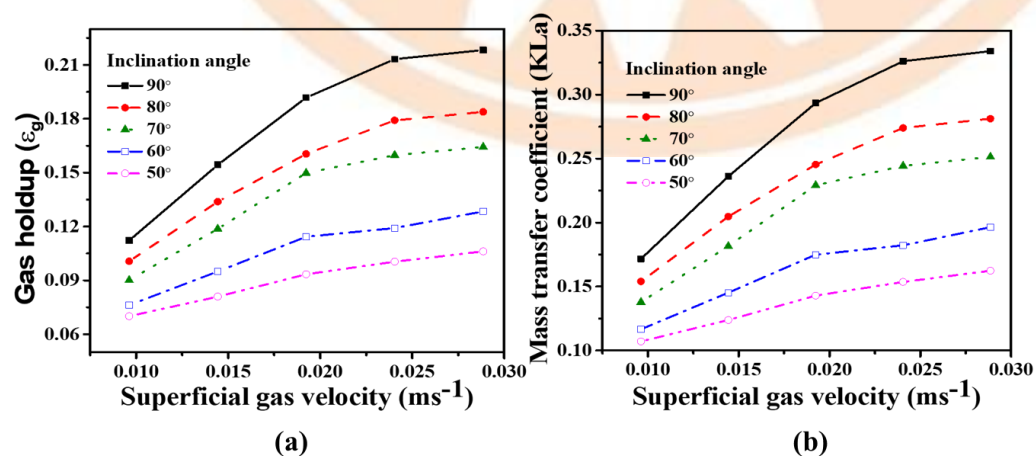 Gas holdup (εg)
0.21
0.18
0.15
0.12
0.09
0.06
Inclination angle
90°
80°
70°
60°
50°
0.010 0.015 0.020 0.025 0.030
Superficial gas velocity (ms-1)
(a)
Mass transfer coefficient (KLa)
0.35
0.30
0.25
0.20
0.15
0.10
Inclination angle
90°
80°
70°
60°
50°
0.010 0.015 0.020 0.025 0.030
Superficial gas velocity (ms-1)
(b)